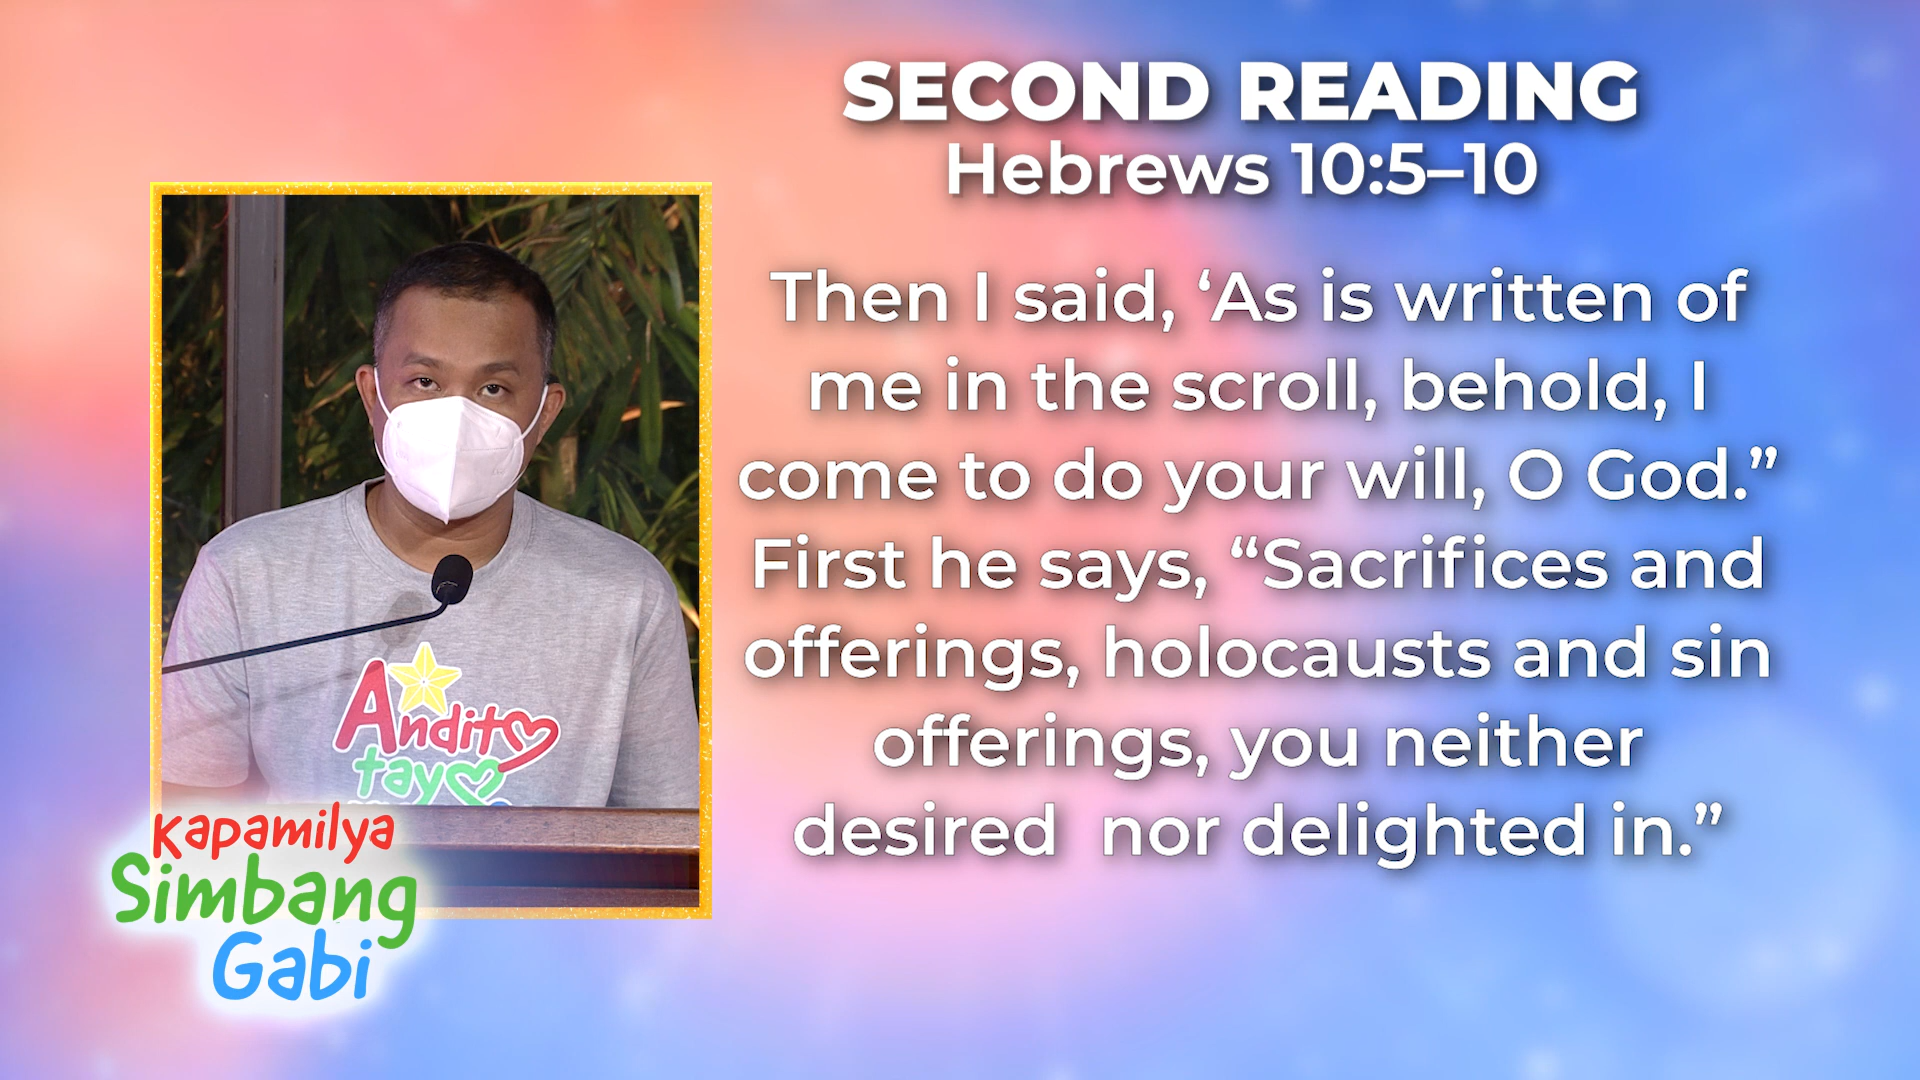 SECOND READING
Hebrews 10:5–10
Then I said, ‘As is written of
me in the scroll, behold, I
come to do your will, O God.”
First he says, “Sacrifices and
offerings, holocausts and sin
offerings, you neither
desired  nor delighted in.”
Andito
tayo
Kapamilya
Simbang
Gabi